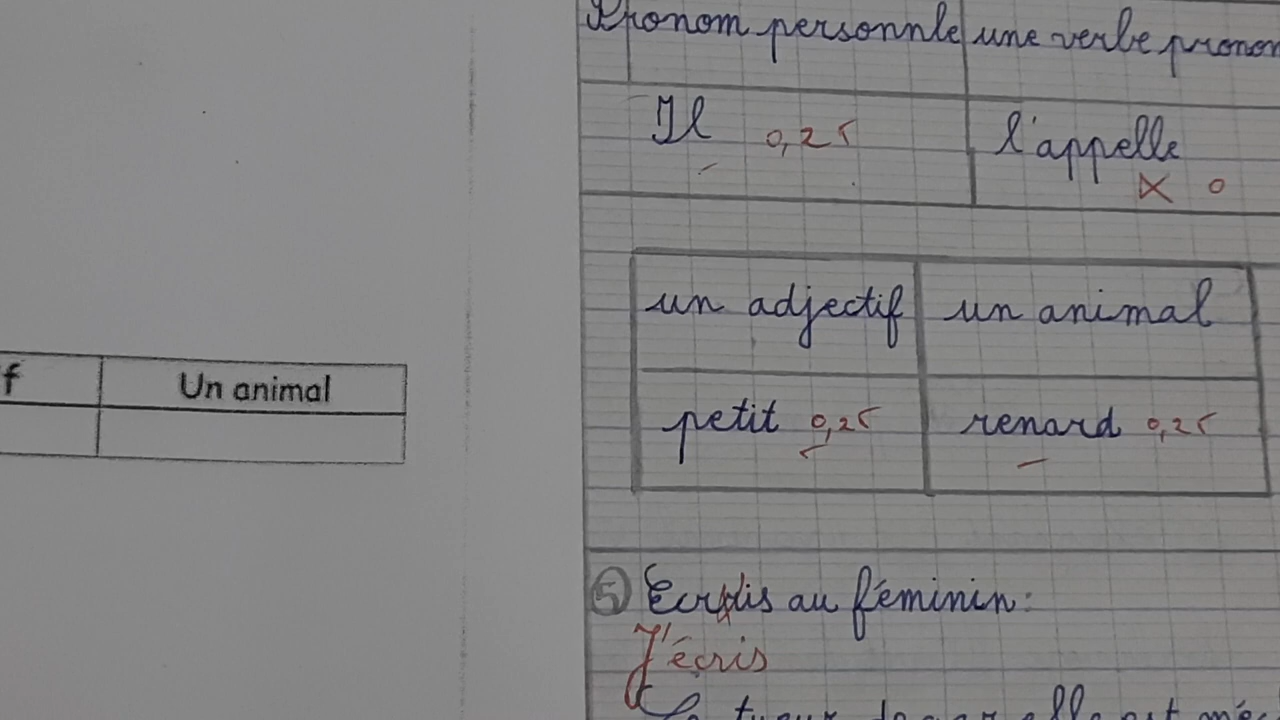 Pronom personnle une verbe pronom
Il 0,25 l'appelle
x 0
un adjectif un animal
f Un animal
petit 0,25 renard 0,25
5 au féminin:
J'écris